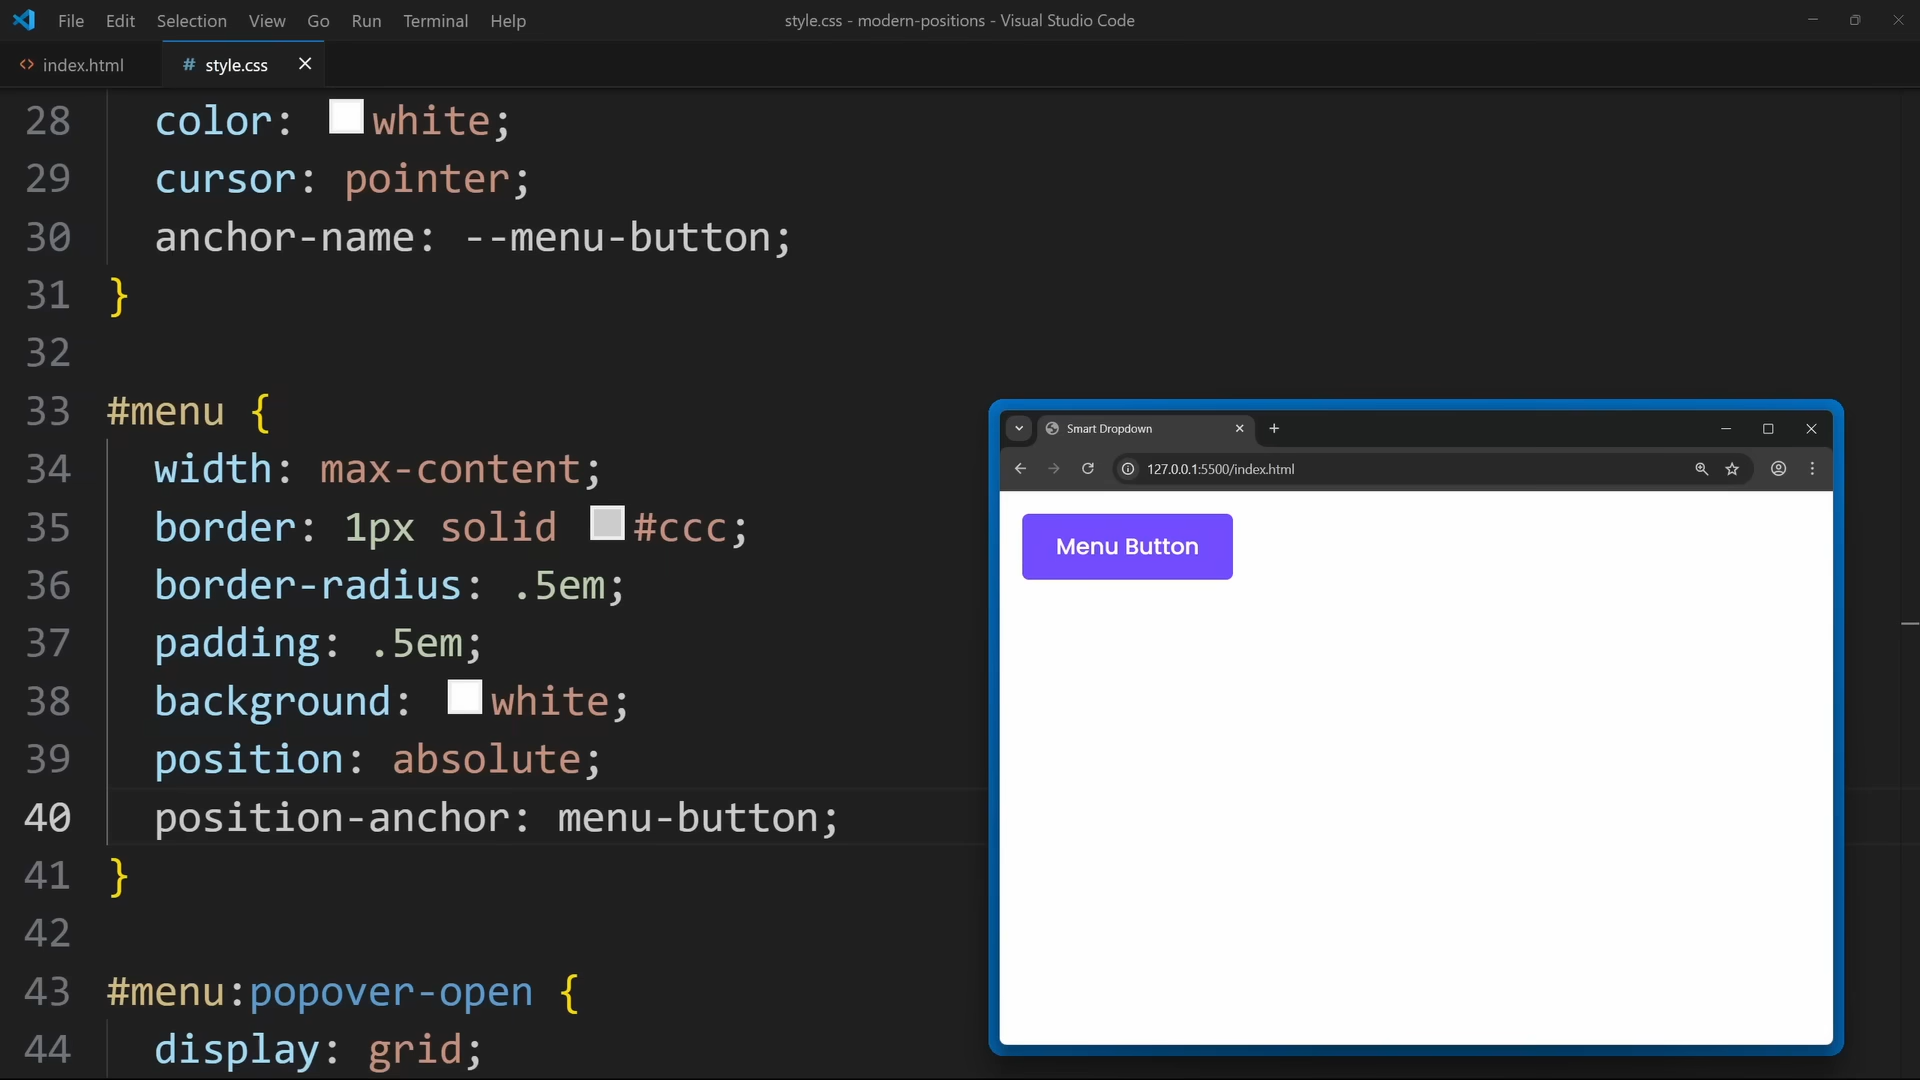 File Edit Selection View Go Run Terminal Help
style.css - modern-positions - Visual Studio Code
index.html
# style.css
28 color: white;
29 cursor: pointer;
30 anchor-name: --menu-button;
31 }
32
33 #menu {
34 width: max-content;
35 border: 1px solid #ccc;
36 border-radius: .5em;
37 padding: .5em;
38 background: white;
39 position: absolute;
40 position-anchor: menu-button;
41 }
42
43 #menu:popover-open {
44 display: grid;
Smart Dropdown
127.0.0.1:5500/index.html
Menu Button